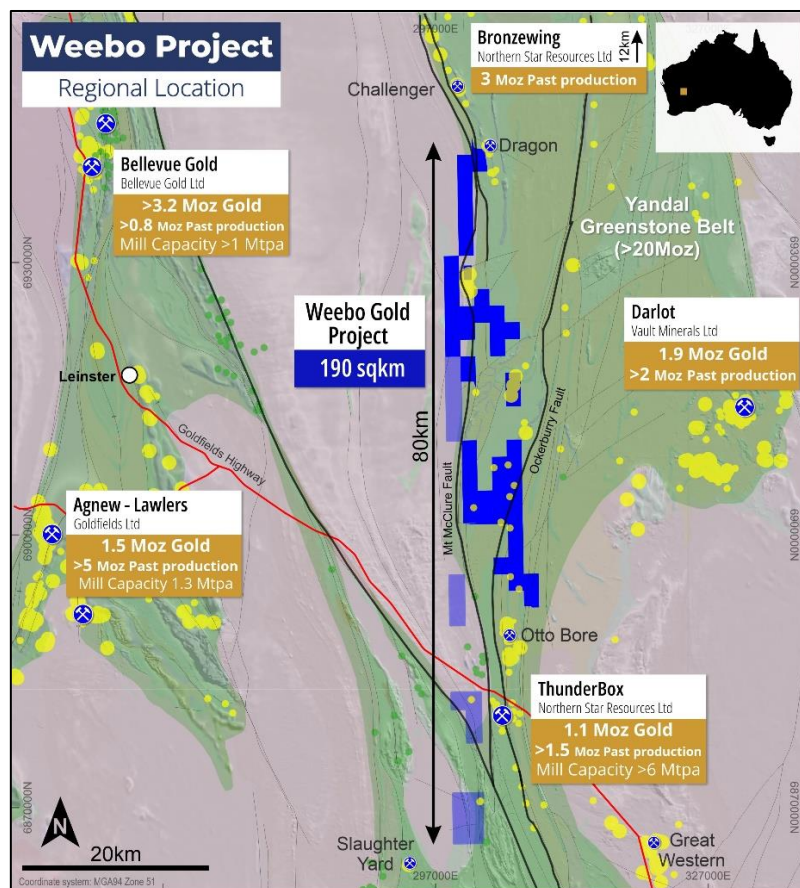 Weebo Project
Regional Location
297000E
Bronzewing
Northern Star Resources Ltd
3 Moz Past production
12km
Challenger
Dragon
Bellevue Gold
Bellevue Gold Ltd
>3.2 Moz Gold
>0.8 Moz Past production
Mill Capacity >1 Mtpa
Yandal
Greenstone Belt
(>20Moz)
6930000N
6930000N
Weebo Gold
Project
190 sqkm
Darlot
Vault Minerals Ltd
1.9 Moz Gold
>2 Moz Past production
Leinster
Goldfields Highway
80km
Mt McClure Fault
Ockerburry Fault
Agnew - Lawlers
Goldfields Ltd
1.5 Moz Gold
>5 Moz Past production
Mill Capacity 1.3 Mtpa
6900000N
6900000N
Otto Bore
ThunderBox
Northern Star Resources Ltd
1.1 Moz Gold
>1.5 Moz Past production
Mill Capacity >6 Mtpa
6870000N
6870000N
N
20km
Slaughter
Yard
Great
Western
Coordinate system: MGA94 Zone 51
297000E
327000E